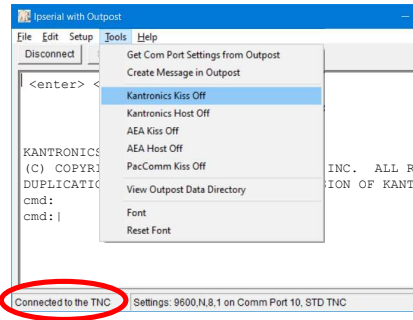 Ipserial with Outpost
File Edit Setup Tools Help
Disconnect
Get Com Port Settings from Outpost
Create Message in Outpost
<enter> <
Kantronics Kiss Off
Kantronics Host Off
AEA Kiss Off
AEA Host Off
PacComm Kiss Off
View Outpost Data Directory
Font
Reset Font
KANTRONICS
(C) COPYRI INC. ALL R
DUPLICATIO ION OF KANT
cmd:
cmd:
Connected to the TNC Settings: 9600,N,8,1 on Comm Port 10, STD TNC